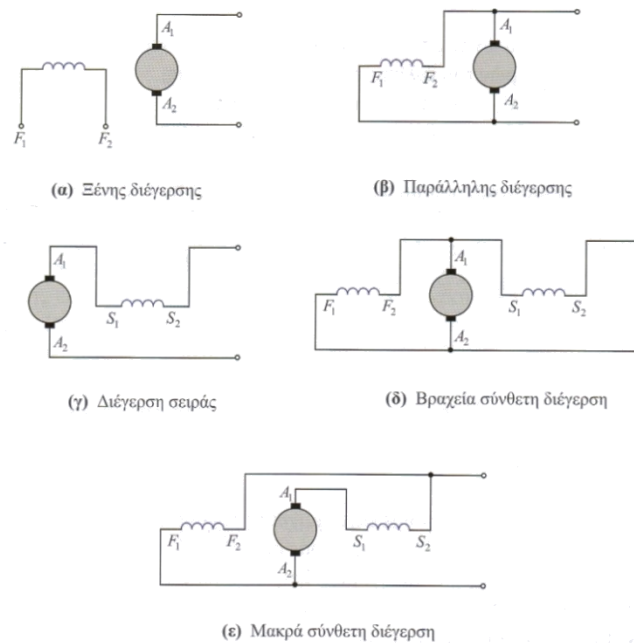 A₁
F₁ F₂ A₂
(α) Ξένης διέγερσης
A₁
F₁ F₂
A₂
(β) Παράλληλης διέγερσης
A₁
S₁ S₂
A₂
(γ) Διέγερση σειράς
A₁
F₁ F₂ S₁ S₂
A₂
(δ) Βραχεία σύνθετη διέγερση
A₁
F₁ F₂ S₁ S₂
A₂
(ε) Μακρά σύνθετη διέγερση